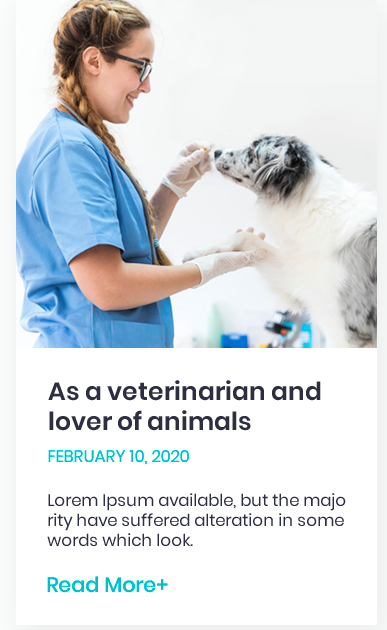 As a veterinarian and
lover of animals
FEBRUARY 10, 2020
Lorem Ipsum available, but the majo
rity have suffered alteration in some
words which look.
Read More+